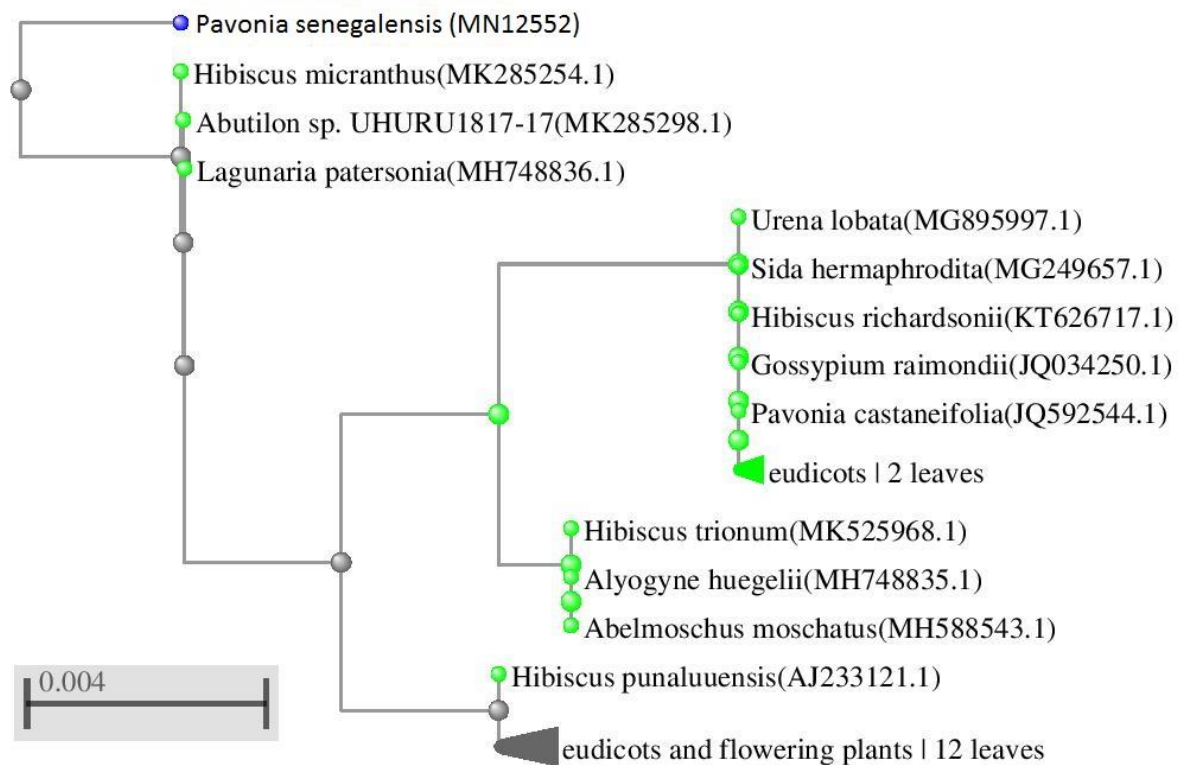 Pavonia senegalensis (MN12552)
Hibiscus micranthus(MK285254.1)
Abutilon sp. UHURU1817-17(MK285298.1)
Lagunaria patersonia(MH748836.1)
Urena lobata(MG895997.1)
Sida hermaphrodita(MG249657.1)
Hibiscus richardsonii(KT626717.1)
Gossypium raimondii(JQ034250.1)
Pavonia castaneifolia(JQ592544.1)
eudicots | 2 leaves
Hibiscus trionum(MK525968.1)
Alyogyne huegelii(MH748835.1)
Abelmoschus moschatus(MH588543.1)
Hibiscus punaluuensis(AJ233121.1)
0.004
eudicots and flowering plants | 12 leaves